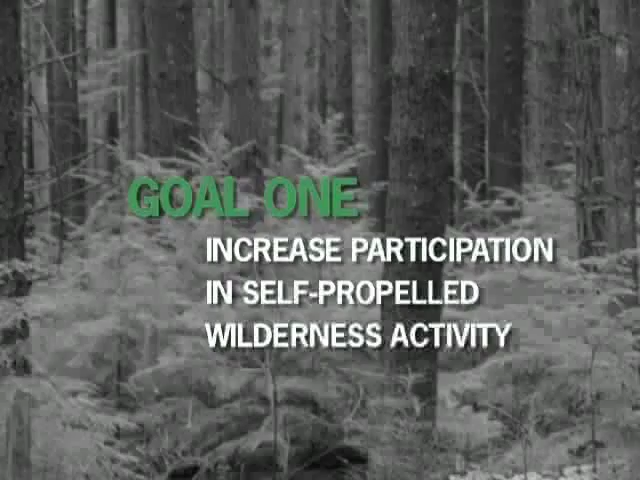 GOAL ONE
INCREASE PARTICIPATION
IN SELF-PROPELLED
WILDERNESS ACTIVITY